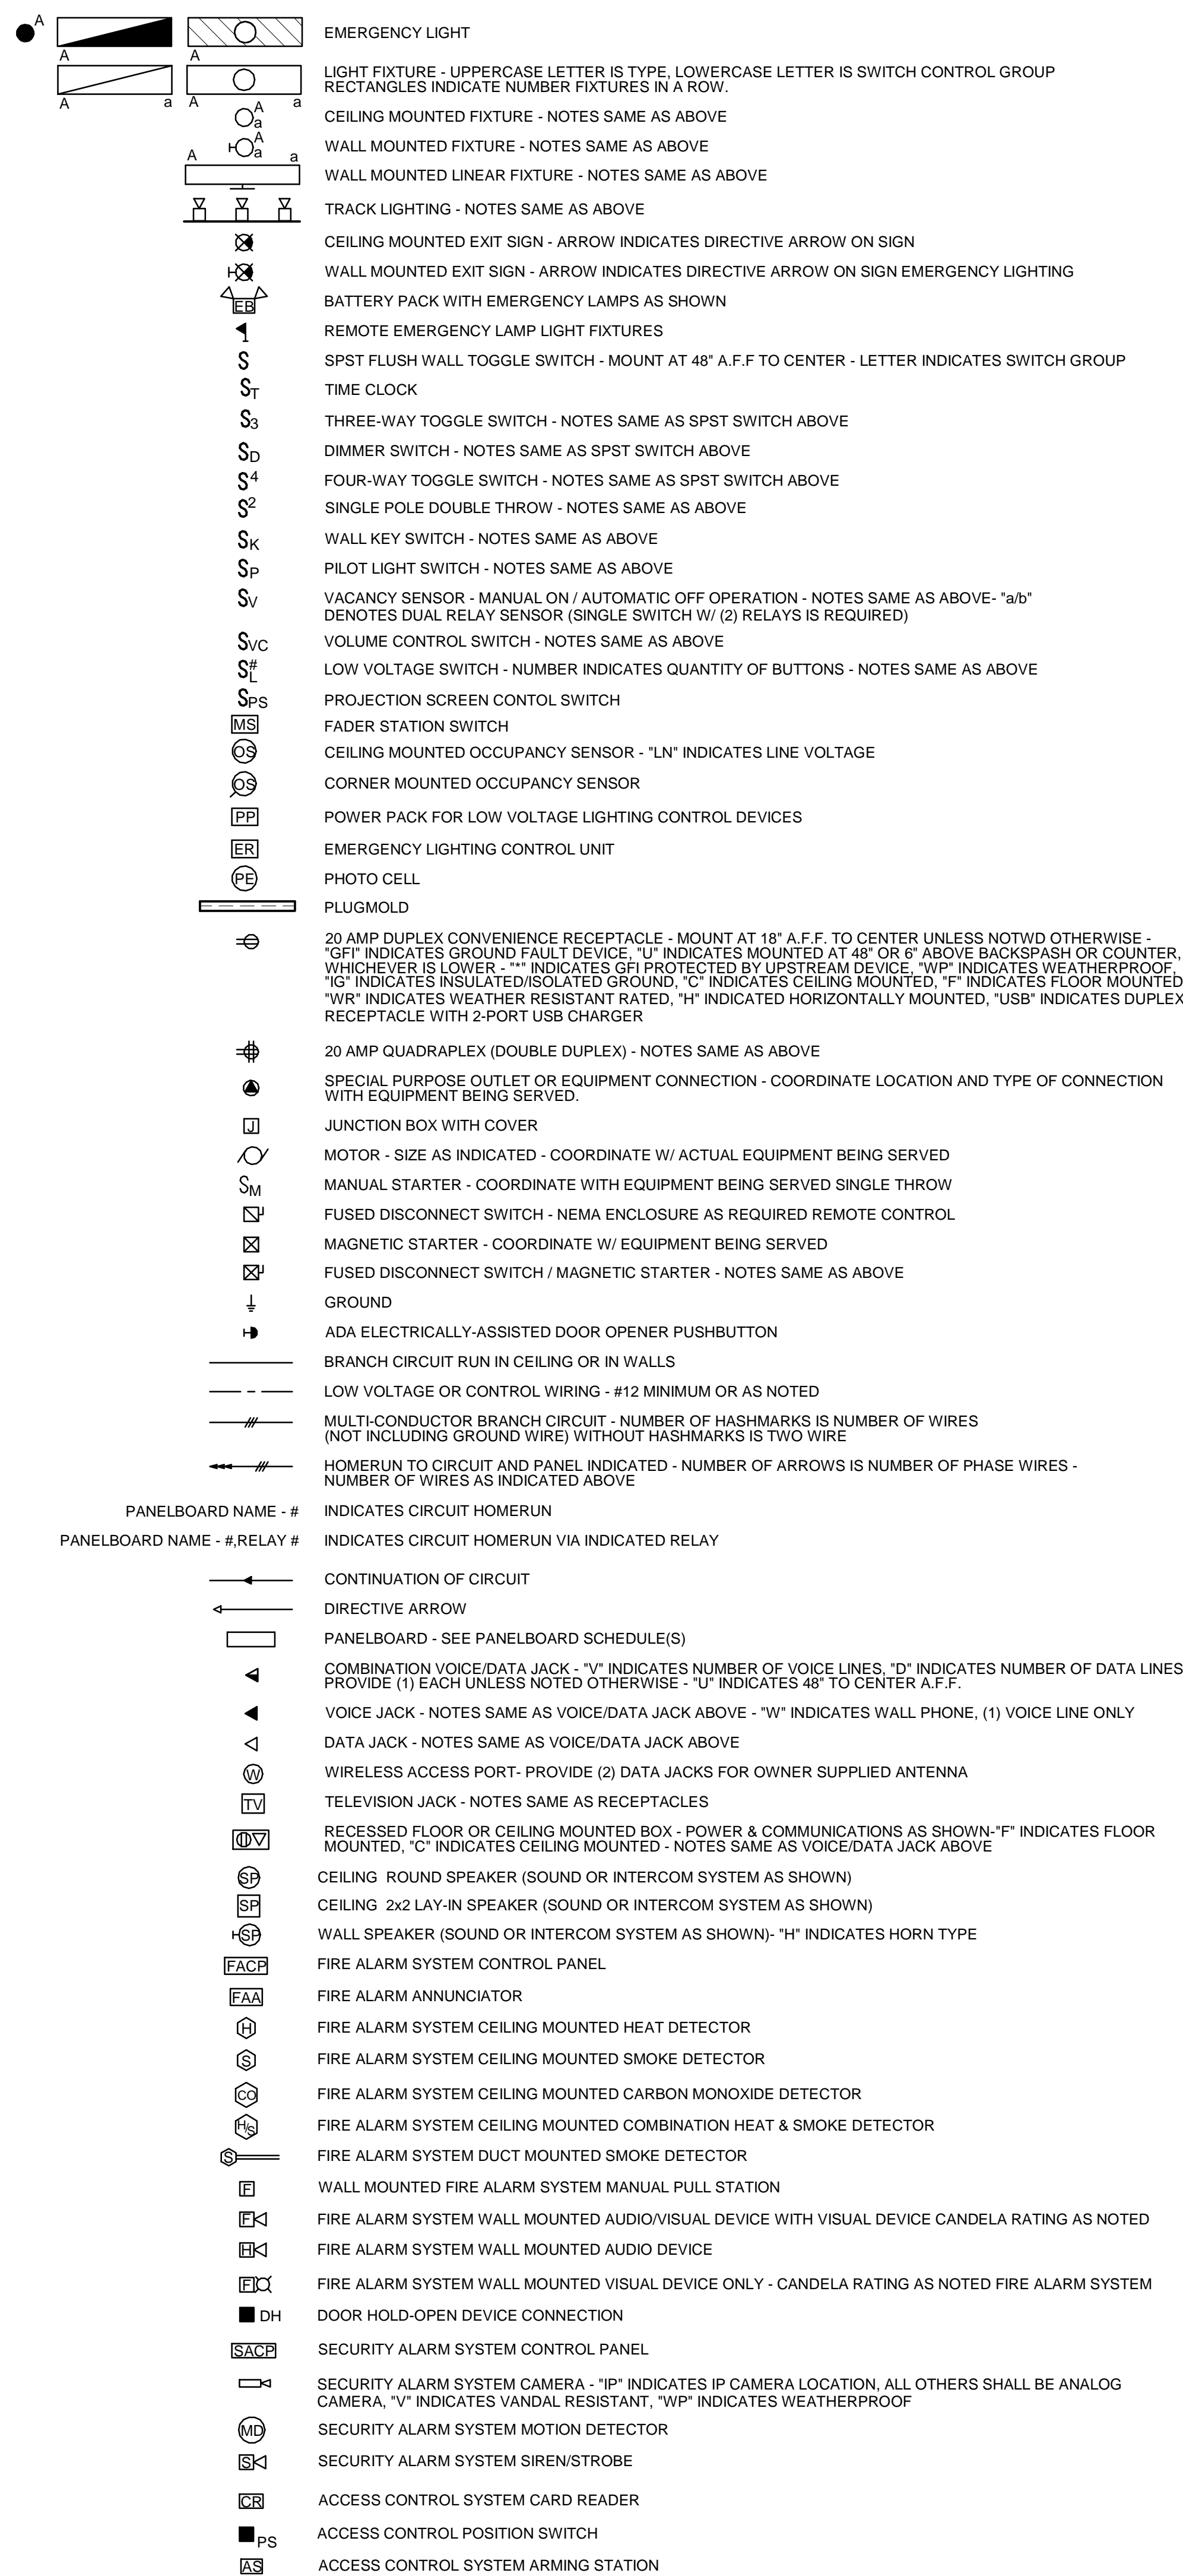 A
EMERGENCY LIGHT
A A
LIGHT FIXTURE - UPPERCASE LETTER IS TYPE, LOWERCASE LETTER IS SWITCH CONTROL GROUP
RECTANGLES INDICATE NUMBER FIXTURES IN A ROW.
A a A a
A
a
CEILING MOUNTED FIXTURE - NOTES SAME AS ABOVE
A
a
WALL MOUNTED FIXTURE - NOTES SAME AS ABOVE
A a
WALL MOUNTED LINEAR FIXTURE - NOTES SAME AS ABOVE
TRACK LIGHTING - NOTES SAME AS ABOVE
CEILING MOUNTED EXIT SIGN - ARROW INDICATES DIRECTIVE ARROW ON SIGN
WALL MOUNTED EXIT SIGN - ARROW INDICATES DIRECTIVE ARROW ON SIGN EMERGENCY LIGHTING
EB BATTERY PACK WITH EMERGENCY LAMPS AS SHOWN
REMOTE EMERGENCY LAMP LIGHT FIXTURES
S SPST FLUSH WALL TOGGLE SWITCH - MOUNT AT 48" A.F.F TO CENTER - LETTER INDICATES SWITCH GROUP
ST TIME CLOCK
S3 THREE-WAY TOGGLE SWITCH - NOTES SAME AS SPST SWITCH ABOVE
SD DIMMER SWITCH - NOTES SAME AS SPST SWITCH ABOVE
S4 FOUR-WAY TOGGLE SWITCH - NOTES SAME AS SPST SWITCH ABOVE
S2 SINGLE POLE DOUBLE THROW - NOTES SAME AS ABOVE
SK WALL KEY SWITCH - NOTES SAME AS ABOVE
SP PILOT LIGHT SWITCH - NOTES SAME AS ABOVE
SV VACANCY SENSOR - MANUAL ON / AUTOMATIC OFF OPERATION - NOTES SAME AS ABOVE- "a/b"
DENOTES DUAL RELAY SENSOR (SINGLE SWITCH W/ (2) RELAYS IS REQUIRED)
SVC VOLUME CONTROL SWITCH - NOTES SAME AS ABOVE
S#L LOW VOLTAGE SWITCH - NUMBER INDICATES QUANTITY OF BUTTONS - NOTES SAME AS ABOVE
SPS PROJECTION SCREEN CONTOL SWITCH
MS FADER STATION SWITCH
OS CEILING MOUNTED OCCUPANCY SENSOR - "LN" INDICATES LINE VOLTAGE
OS CORNER MOUNTED OCCUPANCY SENSOR
PP POWER PACK FOR LOW VOLTAGE LIGHTING CONTROL DEVICES
ER EMERGENCY LIGHTING CONTROL UNIT
PE PHOTO CELL
PLUGMOLD
20 AMP DUPLEX CONVENIENCE RECEPTACLE - MOUNT AT 18" A.F.F. TO CENTER UNLESS NOTWD OTHERWISE -
"GFI" INDICATES GROUND FAULT DEVICE, "U" INDICATES MOUNTED AT 48" OR 6" ABOVE BACKSPASH OR COUNTER,
WHICHEVER IS LOWER - "*" INDICATES GFI PROTECTED BY UPSTREAM DEVICE, "WP" INDICATES WEATHERPROOF,
"IG" INDICATES INSULATED/ISOLATED GROUND, "C" INDICATES CEILING MOUNTED, "F" INDICATES FLOOR MOUNTED
"WR" INDICATES WEATHER RESISTANT RATED, "H" INDICATED HORIZONTALLY MOUNTED, "USB" INDICATES DUPLEX
RECEPTACLE WITH 2-PORT USB CHARGER
20 AMP QUADRAPLEX (DOUBLE DUPLEX) - NOTES SAME AS ABOVE
SPECIAL PURPOSE OUTLET OR EQUIPMENT CONNECTION - COORDINATE LOCATION AND TYPE OF CONNECTION
WITH EQUIPMENT BEING SERVED.
J JUNCTION BOX WITH COVER
MOTOR - SIZE AS INDICATED - COORDINATE W/ ACTUAL EQUIPMENT BEING SERVED
SM MANUAL STARTER - COORDINATE WITH EQUIPMENT BEING SERVED SINGLE THROW
FUSED DISCONNECT SWITCH - NEMA ENCLOSURE AS REQUIRED REMOTE CONTROL
MAGNETIC STARTER - COORDINATE W/ EQUIPMENT BEING SERVED
FUSED DISCONNECT SWITCH / MAGNETIC STARTER - NOTES SAME AS ABOVE
GROUND
ADA ELECTRICALLY-ASSISTED DOOR OPENER PUSHBUTTON
BRANCH CIRCUIT RUN IN CEILING OR IN WALLS
LOW VOLTAGE OR CONTROL WIRING - #12 MINIMUM OR AS NOTED
MULTI-CONDUCTOR BRANCH CIRCUIT - NUMBER OF HASHMARKS IS NUMBER OF WIRES
(NOT INCLUDING GROUND WIRE) WITHOUT HASHMARKS IS TWO WIRE
HOMERUN TO CIRCUIT AND PANEL INDICATED - NUMBER OF ARROWS IS NUMBER OF PHASE WIRES -
NUMBER OF WIRES AS INDICATED ABOVE
PANELBOARD NAME - # INDICATES CIRCUIT HOMERUN
PANELBOARD NAME - #,RELAY # INDICATES CIRCUIT HOMERUN VIA INDICATED RELAY
CONTINUATION OF CIRCUIT
DIRECTIVE ARROW
PANELBOARD - SEE PANELBOARD SCHEDULE(S)
COMBINATION VOICE/DATA JACK - "V" INDICATES NUMBER OF VOICE LINES, "D" INDICATES NUMBER OF DATA LINES
PROVIDE (1) EACH UNLESS NOTED OTHERWISE - "U" INDICATES 48" TO CENTER A.F.F.
VOICE JACK - NOTES SAME AS VOICE/DATA JACK ABOVE - "W" INDICATES WALL PHONE, (1) VOICE LINE ONLY
DATA JACK - NOTES SAME AS VOICE/DATA JACK ABOVE
W WIRELESS ACCESS PORT- PROVIDE (2) DATA JACKS FOR OWNER SUPPLIED ANTENNA
TV TELEVISION JACK - NOTES SAME AS RECEPTACLES
RECESSED FLOOR OR CEILING MOUNTED BOX - POWER & COMMUNICATIONS AS SHOWN-"F" INDICATES FLOOR
MOUNTED, "C" INDICATES CEILING MOUNTED - NOTES SAME AS VOICE/DATA JACK ABOVE
SP CEILING ROUND SPEAKER (SOUND OR INTERCOM SYSTEM AS SHOWN)
SP CEILING 2x2 LAY-IN SPEAKER (SOUND OR INTERCOM SYSTEM AS SHOWN)
SP WALL SPEAKER (SOUND OR INTERCOM SYSTEM AS SHOWN)- "H" INDICATES HORN TYPE
FACP FIRE ALARM SYSTEM CONTROL PANEL
FAA FIRE ALARM ANNUNCIATOR
H FIRE ALARM SYSTEM CEILING MOUNTED HEAT DETECTOR
S FIRE ALARM SYSTEM CEILING MOUNTED SMOKE DETECTOR
CO FIRE ALARM SYSTEM CEILING MOUNTED CARBON MONOXIDE DETECTOR
H/S FIRE ALARM SYSTEM CEILING MOUNTED COMBINATION HEAT & SMOKE DETECTOR
S FIRE ALARM SYSTEM DUCT MOUNTED SMOKE DETECTOR
F WALL MOUNTED FIRE ALARM SYSTEM MANUAL PULL STATION
F FIRE ALARM SYSTEM WALL MOUNTED AUDIO/VISUAL DEVICE WITH VISUAL DEVICE CANDELA RATING AS NOTED
H FIRE ALARM SYSTEM WALL MOUNTED AUDIO DEVICE
F FIRE ALARM SYSTEM WALL MOUNTED VISUAL DEVICE ONLY - CANDELA RATING AS NOTED FIRE ALARM SYSTEM
DH DOOR HOLD-OPEN DEVICE CONNECTION
SACP SECURITY ALARM SYSTEM CONTROL PANEL
SECURITY ALARM SYSTEM CAMERA - "IP" INDICATES IP CAMERA LOCATION, ALL OTHERS SHALL BE ANALOG
CAMERA, "V" INDICATES VANDAL RESISTANT, "WP" INDICATES WEATHERPROOF
MD SECURITY ALARM SYSTEM MOTION DETECTOR
S SECURITY ALARM SYSTEM SIREN/STROBE
CR ACCESS CONTROL SYSTEM CARD READER
PS ACCESS CONTROL POSITION SWITCH
AS ACCESS CONTROL SYSTEM ARMING STATION